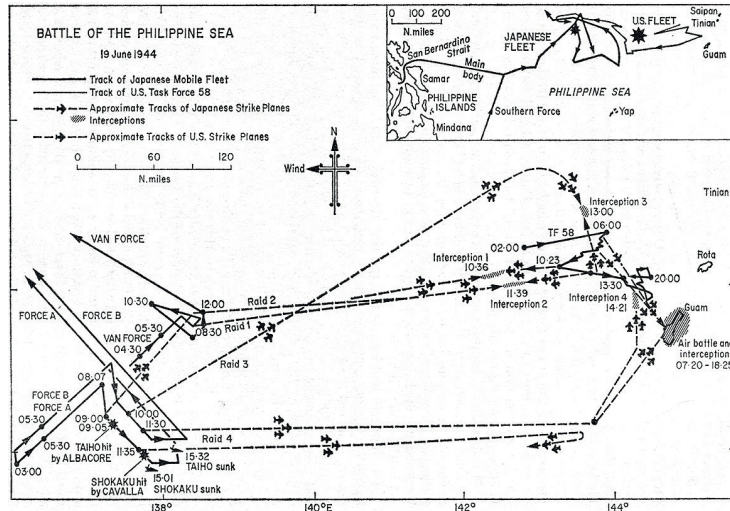 BATTLE OF THE PHILIPPINE SEA
19 June 1944
Track of Japanese Mobile Fleet
Track of U.S. Task Force 58
Approximate Tracks of Japanese Strike Planes
Interceptions
Approximate Tracks of U.S. Strike Planes
0 20 60 120
N.miles
0 100 200
N.miles
San Bernardino
Strait
Main
body
Samar
PHILIPPINE
ISLANDS
Mindana
Southern Force
JAPANESE
FLEET
U.S. FLEET
Saipan
Tinian
Guam
PHILIPPINE SEA
Yap
N
Wind
Tinian
Interception 3
13·00
06·00
TF 58
02·00
Rota
Interception 1
10·36
10·23
20·00
13·30
VAN FORCE
10·30
12·00
Raid 2
11·39
Interception 2
Interception 4
14·21
Guam
FORCE B
FORCE A
05·30
VAN FORCE
04·30
Raid 1
08·30
Raid 3
Air battle and
interception
07·20-18·25
08·07
FORCE B
FORCE A
05·30
10·00
09·00
09·05
11·30
05·30
TAIHO hit
by ALBACORE
Raid 4
03·00
11·35
15·32
TAIHO sunk
SHOKAKU hit
by CAVALLA
15·01
SHOKAKU sunk
138°
140°E
142°
144°